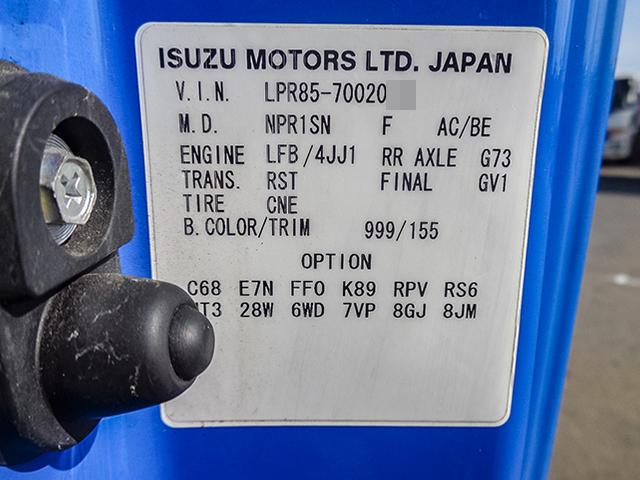 ISUZU MOTORS LTD. JAPAN
V.I.N. LPR85-70020
M.D. NPR1SN F AC/BE
ENGINE LFB/4JJ1 RR AXLE G73
TRANS. RST FINAL GV1
TIRE CNE
B.COLOR/TRIM 999/155
OPTION
C68 E7N FF0 K89 RPV RS6
28W 6WD 7VP 8GJ 8JM